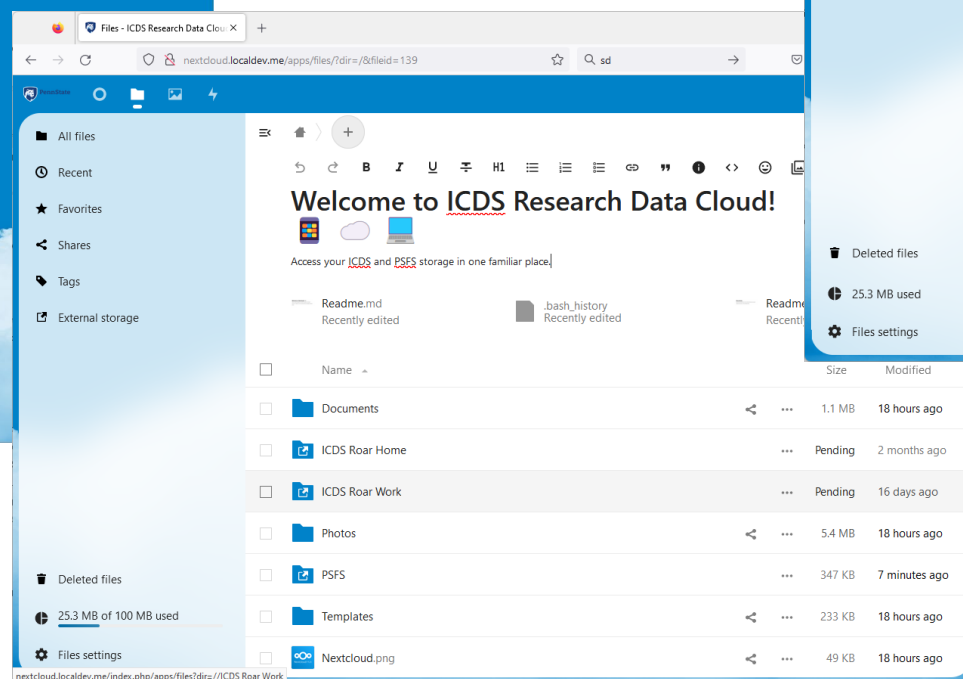 Files - ICDS Research Data Clou
nextcloud.localdev.me/apps/files/?dir=/&fileid=139
sd
PennState
All files
Recent
Favorites
Shares
Tags
External storage
Deleted files
25.3 MB of 100 MB used
Files settings
B I U H1
Welcome to ICDS Research Data Cloud!
Access your ICDS and PSFS storage in one familiar place.
Readme.md
Recently edited
.bash_history
Recently edited
Readme
Recently
Deleted files
25.3 MB used
Files settings
Name Size Modified
Documents 1.1 MB 18 hours ago
ICDS Roar Home Pending 2 months ago
ICDS Roar Work Pending 16 days ago
Photos 5.4 MB 18 hours ago
PSFS 347 KB 7 minutes ago
Templates 233 KB 18 hours ago
Nextcloud.png 49 KB 18 hours ago
nextcloud.localdev.me/index.php/apps/files?dir=//ICDS Roar Work